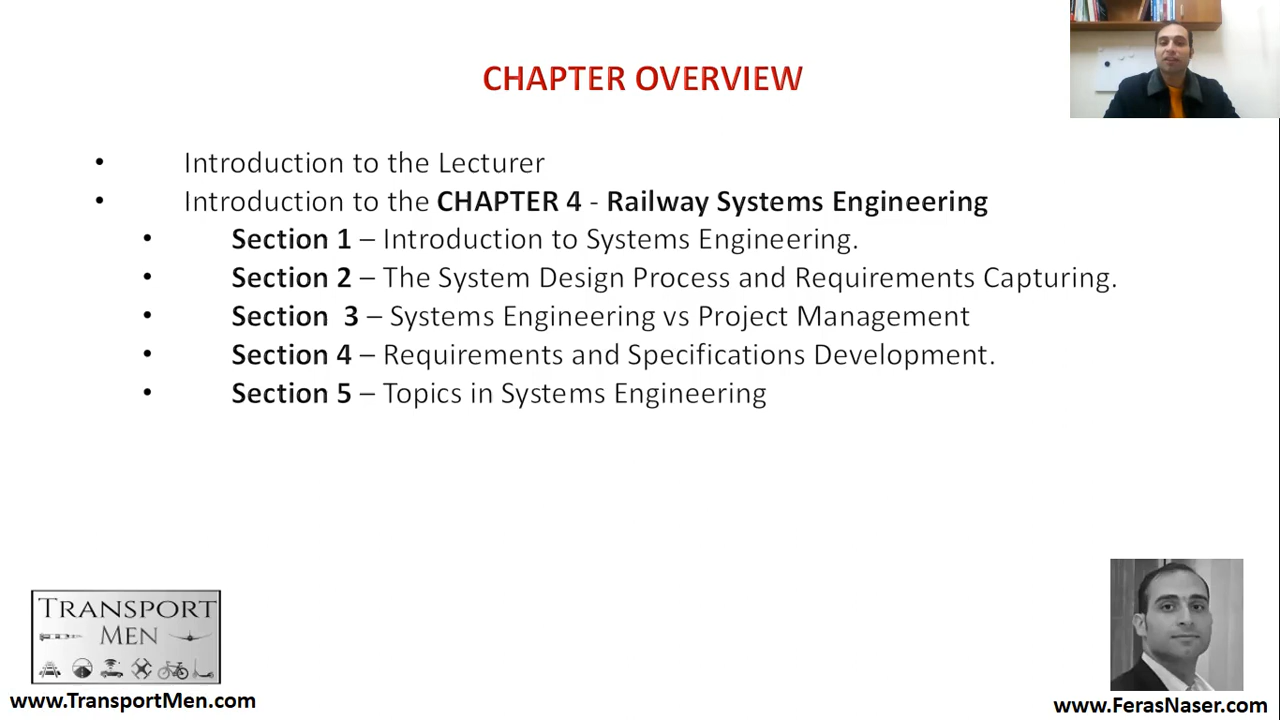 CHAPTER OVERVIEW
• Introduction to the Lecturer
• Introduction to the CHAPTER 4 - Railway Systems Engineering
• Section 1 – Introduction to Systems Engineering.
• Section 2 – The System Design Process and Requirements Capturing.
• Section 3 – Systems Engineering vs Project Management
• Section 4 – Requirements and Specifications Development.
• Section 5 – Topics in Systems Engineering
TRANSPORT
MEN
www.TransportMen.com
www.FerasNaser.com